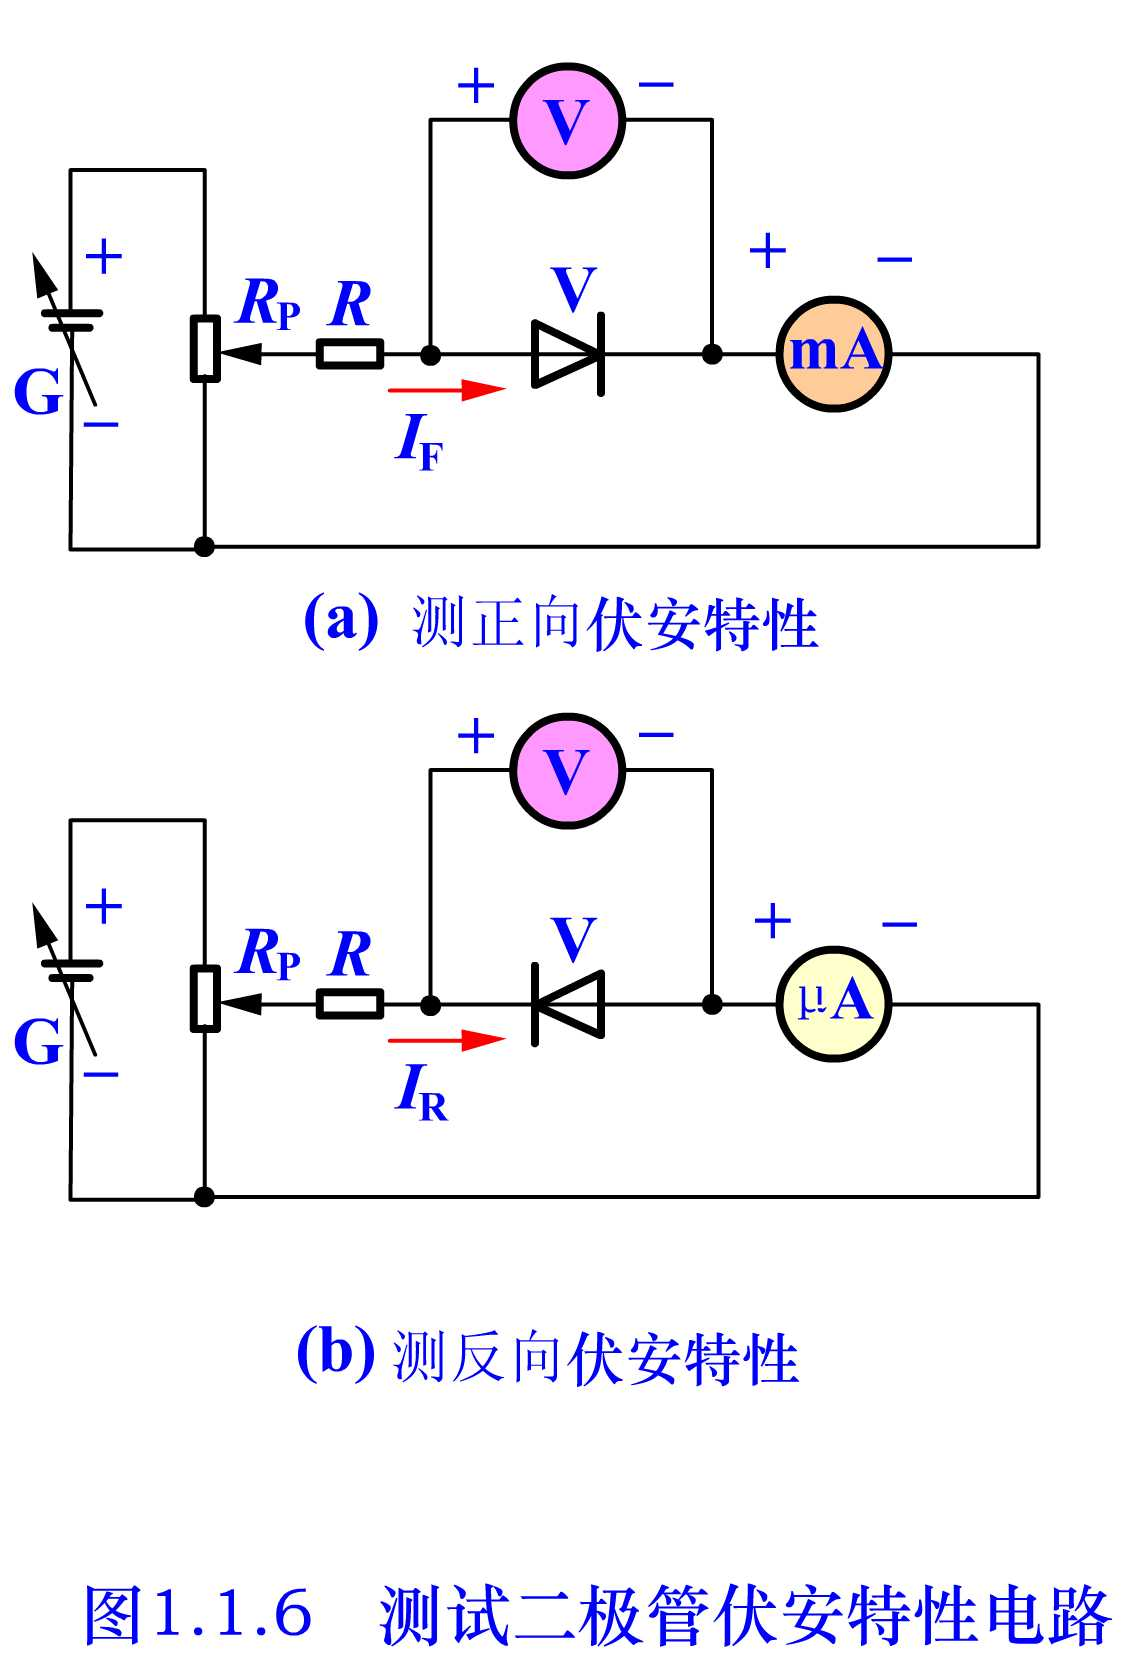 + V −
+ V + −
R_P R mA
G
−
I_F
(a) 测正向伏安特性
+ V −
+ V + −
R_P R μA
G
−
I_R
(b) 测反向伏安特性
图1.1.6 测试二极管伏安特性电路